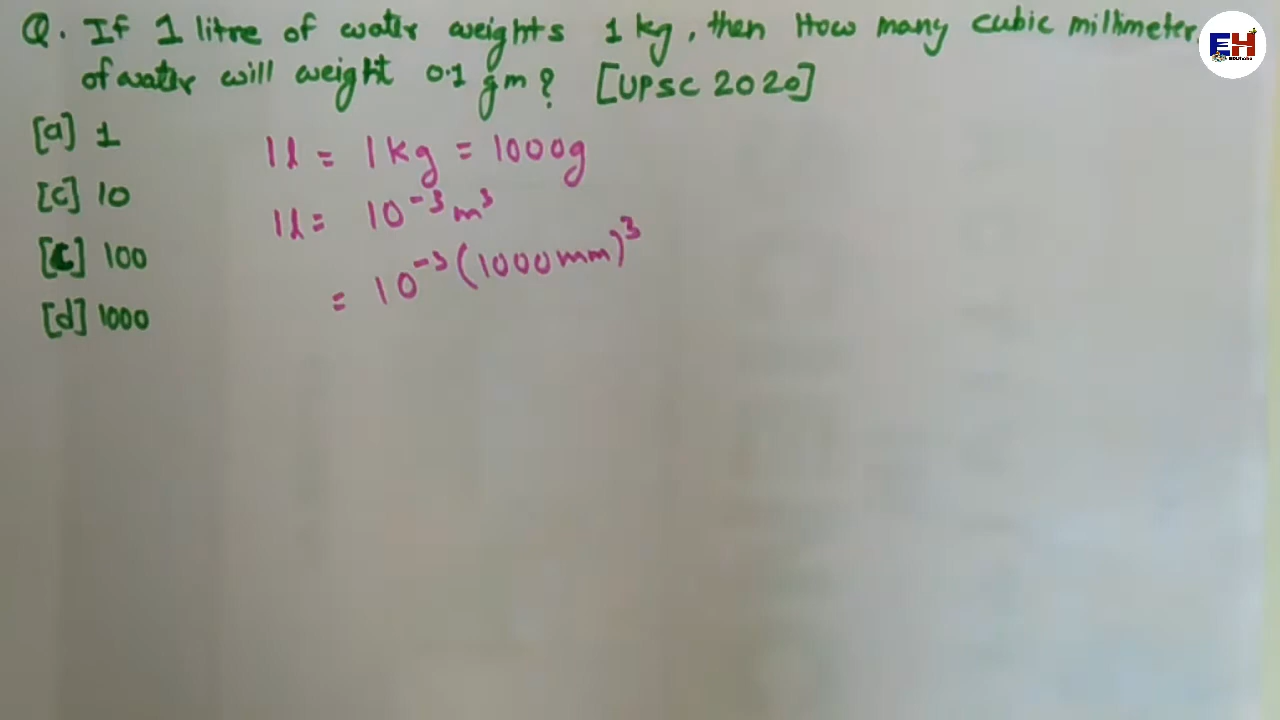 Q. If 1 litre of water weights 1 kg, then How many cubic millimeter
of water will weight 0.1 gm? [UPSC 2020]
[a] 1
[c] 10
[c] 100
[d] 1000
1l = 1kg = 1000g
1l = 10⁻³ m³
= 10⁻³ (1000mm)³
EH